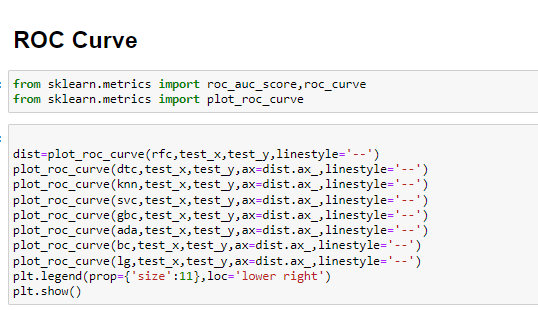 ROC Curve
from sklearn.metrics import roc_auc_score,roc_curve
from sklearn.metrics import plot_roc_curve
dist=plot_roc_curve(rfc,test_x,test_y,linestyle='--')
plot_roc_curve(dtc,test_x,test_y,ax=dist.ax_,linestyle='--')
plot_roc_curve(knn,test_x,test_y,ax=dist.ax_,linestyle='--')
plot_roc_curve(svc,test_x,test_y,ax=dist.ax_,linestyle='--')
plot_roc_curve(gbc,test_x,test_y,ax=dist.ax_,linestyle='--')
plot_roc_curve(ada,test_x,test_y,ax=dist.ax_,linestyle='--')
plot_roc_curve(bc,test_x,test_y,ax=dist.ax_,linestyle='--')
plot_roc_curve(lg,test_x,test_y,ax=dist.ax_,linestyle='--')
plt.legend(prop={'size':11},loc='lower right')
plt.show()